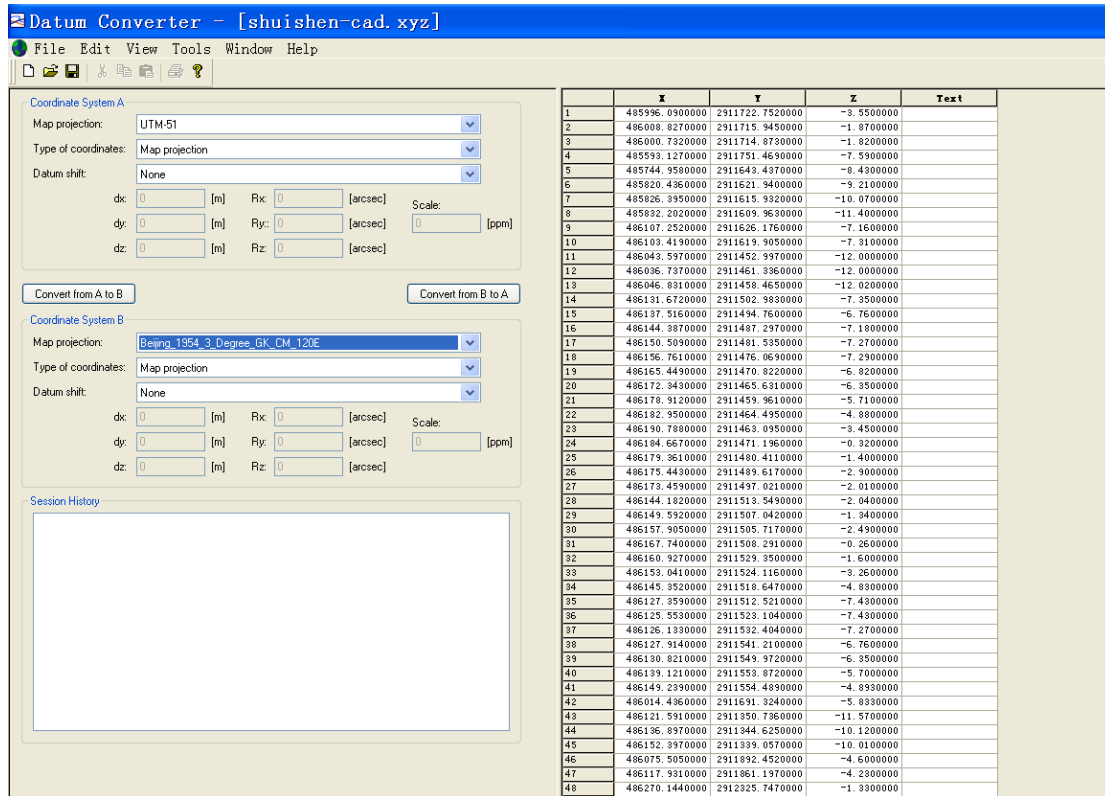 Datum Converter - [shuishen-cad.xyz]
File Edit View Tools Window Help
Coordinate System A
Map projection: UTM-51
Type of coordinates: Map projection
Datum shift: None
dx: 0 [m] Rx: 0 [arcsec] Scale:
dy: 0 [m] Ry:: 0 [arcsec] 0 [ppm]
dz: 0 [m] Rz: 0 [arcsec]
Convert from A to B Convert from B to A
Coordinate System B
Map projection: Beijing_1954_3_Degree_GK_CM_120E
Type of coordinates: Map projection
Datum shift: None
dx: 0 [m] Rx: 0 [arcsec] Scale:
dy: 0 [m] Ry: 0 [arcsec] 0 [ppm]
dz: 0 [m] Rz: 0 [arcsec]
Session History
X Y Z Text
1 485996.0900000 2911722.7520000 -3.5500000
2 486008.8270000 2911715.9450000 -1.8700000
3 486000.7320000 2911714.8730000 -1.8200000
4 485593.1270000 2911751.4690000 -7.5900000
5 485744.9580000 2911643.4370000 -8.4300000
6 485820.4360000 2911621.9400000 -9.2100000
7 485826.3950000 2911615.9320000 -10.0700000
8 485832.2020000 2911609.9630000 -11.4000000
9 486107.2520000 2911626.1760000 -7.1600000
10 486103.4190000 2911619.9050000 -7.3100000
11 486043.5970000 2911452.9970000 -12.0000000
12 486036.7370000 2911461.3360000 -12.0000000
13 486046.8310000 2911458.4650000 -12.0200000
14 486131.6720000 2911502.9830000 -7.3500000
15 486137.5160000 2911494.7600000 -6.7600000
16 486144.3870000 2911487.2970000 -7.1800000
17 486150.5090000 2911481.5350000 -7.2700000
18 486156.7610000 2911476.0690000 -7.2900000
19 486165.4490000 2911470.8220000 -6.8200000
20 486172.3430000 2911465.6310000 -6.3500000
21 486178.9120000 2911459.9610000 -5.7100000
22 486182.9500000 2911464.4950000 -4.8800000
23 486190.7880000 2911463.0950000 -3.4500000
24 486184.6670000 2911471.1960000 -0.3200000
25 486179.3610000 2911480.4110000 -1.4000000
26 486175.4430000 2911489.6170000 -2.9000000
27 486173.4590000 2911497.0210000 -2.0100000
28 486144.1820000 2911513.5490000 -2.0400000
29 486149.5920000 2911507.0420000 -1.3400000
30 486157.9050000 2911505.7170000 -2.4900000
31 486167.7400000 2911508.2910000 -0.2600000
32 486160.9270000 2911529.3500000 -1.6000000
33 486153.0410000 2911524.1160000 -3.2600000
34 486145.3520000 2911518.6470000 -4.8300000
35 486127.3590000 2911512.5210000 -7.4300000
36 486125.5530000 2911523.1040000 -7.4300000
37 486126.1330000 2911532.4040000 -7.2700000
38 486127.9140000 2911541.2100000 -6.7600000
39 486130.8210000 2911549.9720000 -6.3500000
40 486139.1210000 2911553.8720000 -5.7000000
41 486149.2390000 2911554.4890000 -4.8930000
42 486014.4360000 2911691.3240000 -5.8330000
43 486121.5910000 2911350.7360000 -11.5700000
44 486136.8970000 2911344.6250000 -10.1200000
45 486152.3970000 2911339.0570000 -10.0100000
46 486075.5050000 2911892.4520000 -4.6000000
47 486117.9310000 2911861.1970000 -4.2300000
48 486270.1440000 2912325.7470000 -1.3300000